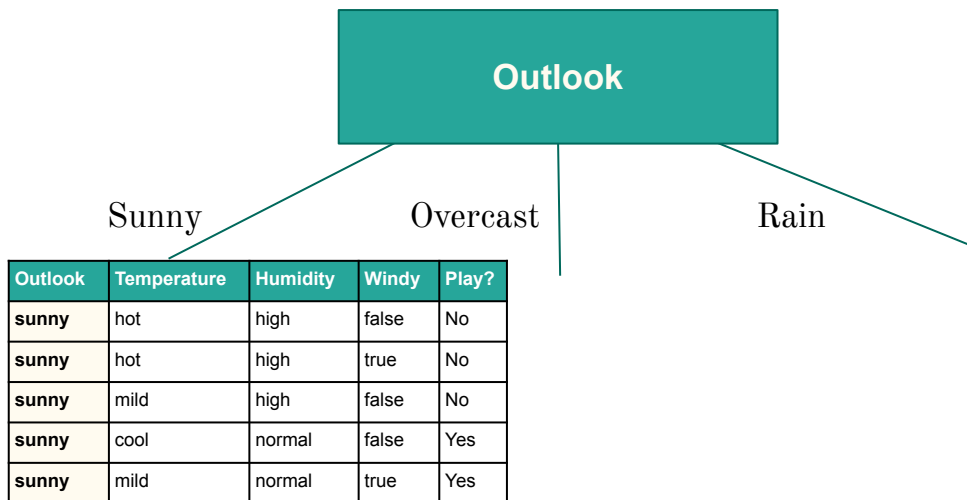 Outlook
Sunny Overcast Rain
Outlook Temperature Humidity Windy Play?
sunny hot high false No
sunny hot high true No
sunny mild high false No
sunny cool normal false Yes
sunny mild normal true Yes